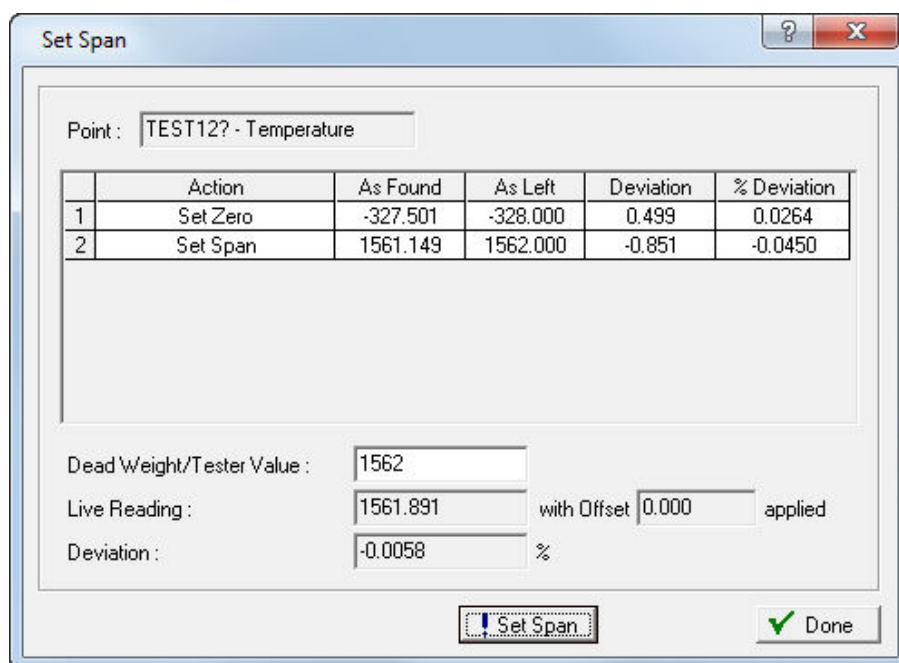 Set Span
Point : TEST12? - Temperature
Action As Found As Left Deviation % Deviation
1 Set Zero -327.501 -328.000 0.499 0.0264
2 Set Span 1561.149 1562.000 -0.851 -0.0450
Dead Weight/Tester Value : 1562
Live Reading : 1561.891 with Offset 0.000 applied
Deviation : -0.0058 %
! Set Span Done